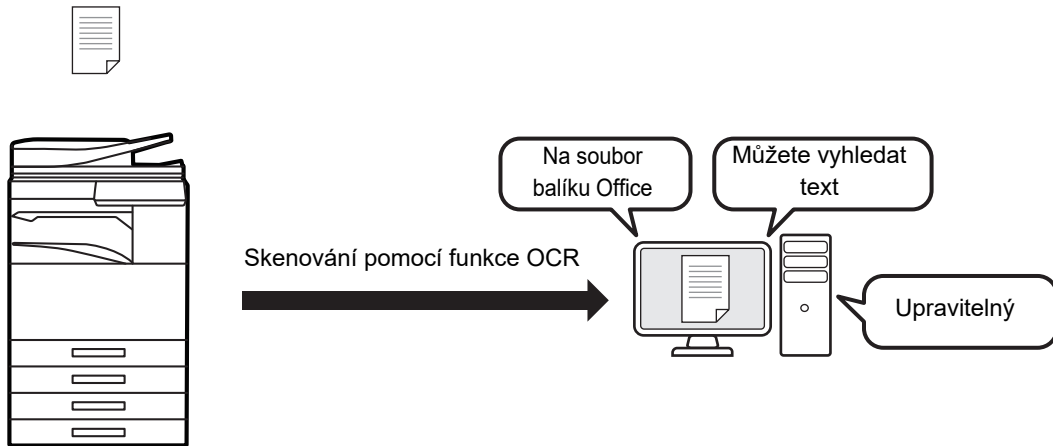 Na soubor
balíku Office
Můžete vyhledat
text
Skenování pomocí funkce OCR
Upravitelný